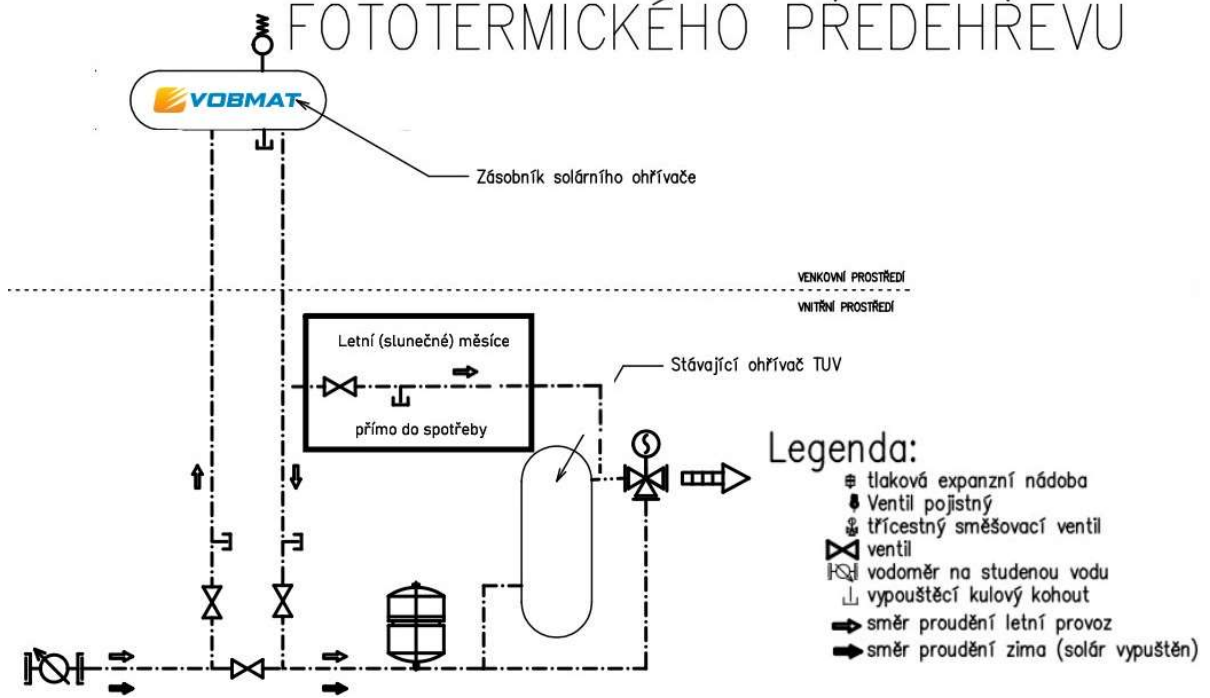 FOTOTERMICKÉHO PŘEDEHŘEVU
VOBMAT
Zásobník solárního ohřívače
VENKOVNÍ PROSTŘEDÍ
VNITŘNÍ PROSTŘEDÍ
Letní (slunečné) měsíce
přímo do spotřeby
Stávající ohřívač TUV
Legenda:
tlaková expanzní nádoba
Ventil pojistný
třícestný směšovací ventil
ventil
vodoměr na studenou vodu
vypouštěcí kulový kohout
směr proudění letní provoz
směr proudění zima (solár vypuštěn)